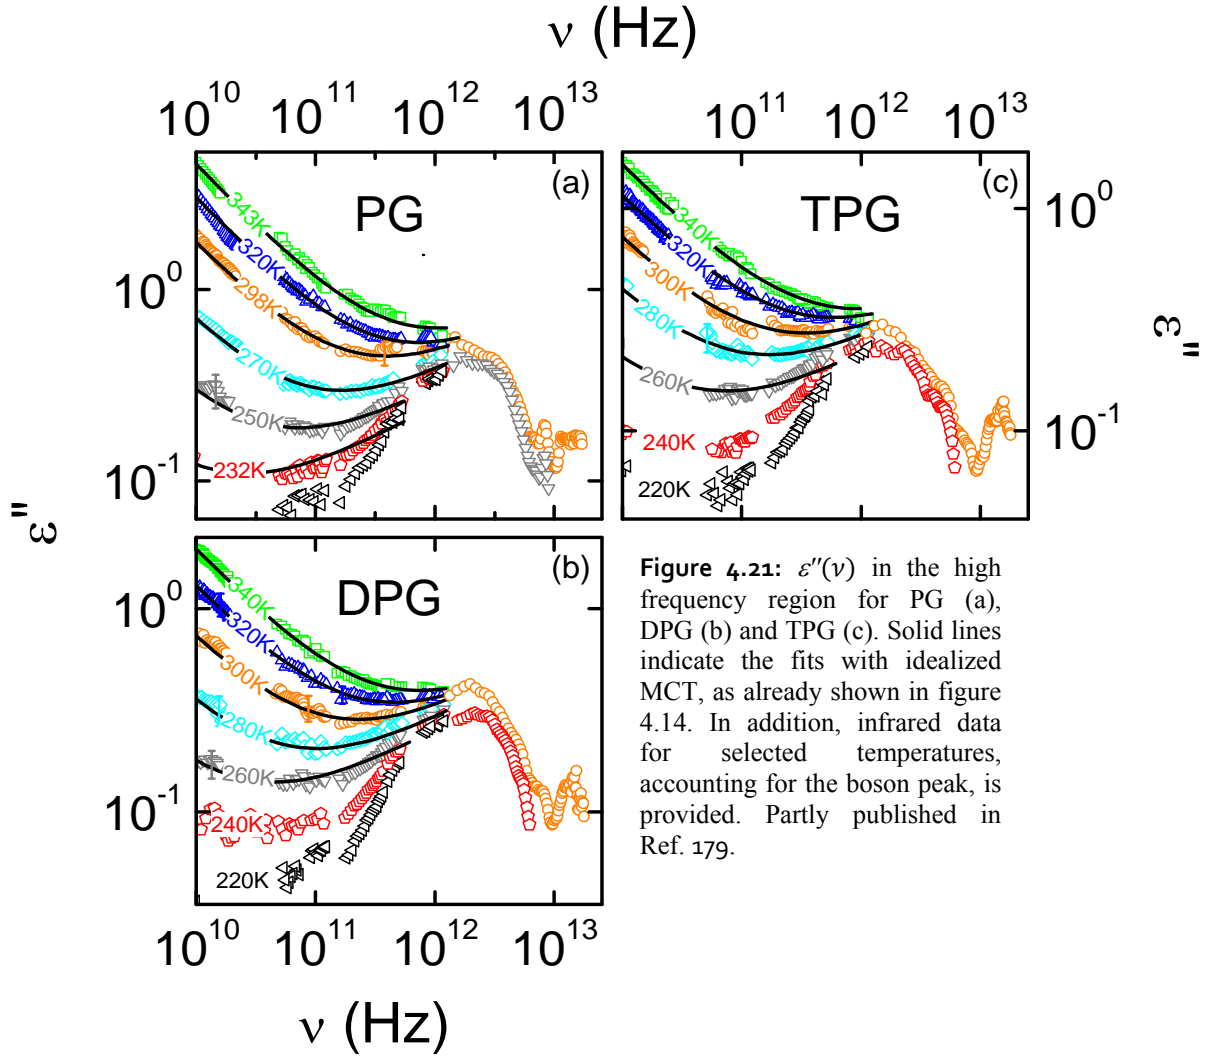 ν (Hz)
10^10 10^11 10^12 10^13
10^11 10^12 10^13
(a)
PG
343K
320K
298K
270K
250K
232K
10^0
10^-1
(c)
TPG
340K
320K
300K
280K
260K
240K
220K
10^0
10^-1
ε"
ε"
(b)
DPG
340K
320K
300K
280K
260K
240K
220K
10^0
10^-1
10^10 10^11 10^12 10^13
ν (Hz)
Figure 4.21: ε″(ν) in the high
frequency region for PG (a),
DPG (b) and TPG (c). Solid lines
indicate the fits with idealized
MCT, as already shown in figure
4.14. In addition, infrared data
for selected temperatures,
accounting for the boson peak, is
provided. Partly published in
Ref. 179.